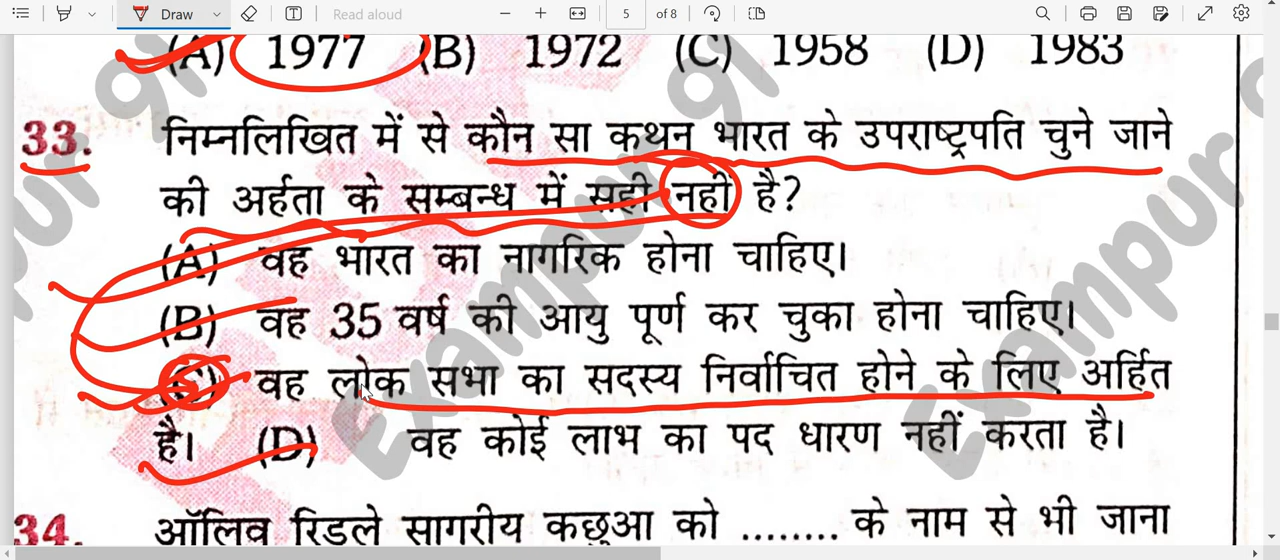 Draw
Read aloud
5 of 8
(A) 1977 (B) 1972 (C) 1958 (D) 1983
33. निम्नलिखित में से कौन सा कथन भारत के उपराष्ट्रपति चुने जाने
की अर्हता के सम्बन्ध में सही नहीं है?
(A) वह भारत का नागरिक होना चाहिए।
(B) वह 35 वर्ष की आयु पूर्ण कर चुका होना चाहिए।
(C) वह लोक सभा का सदस्य निर्वाचित होने के लिए अर्हित
है। (D) वह कोई लाभ का पद धारण नहीं करता है।
34. ऑलिव रिडले सागरीय कछुआ को ........ के नाम से भी जाना
Exampur
Exampur